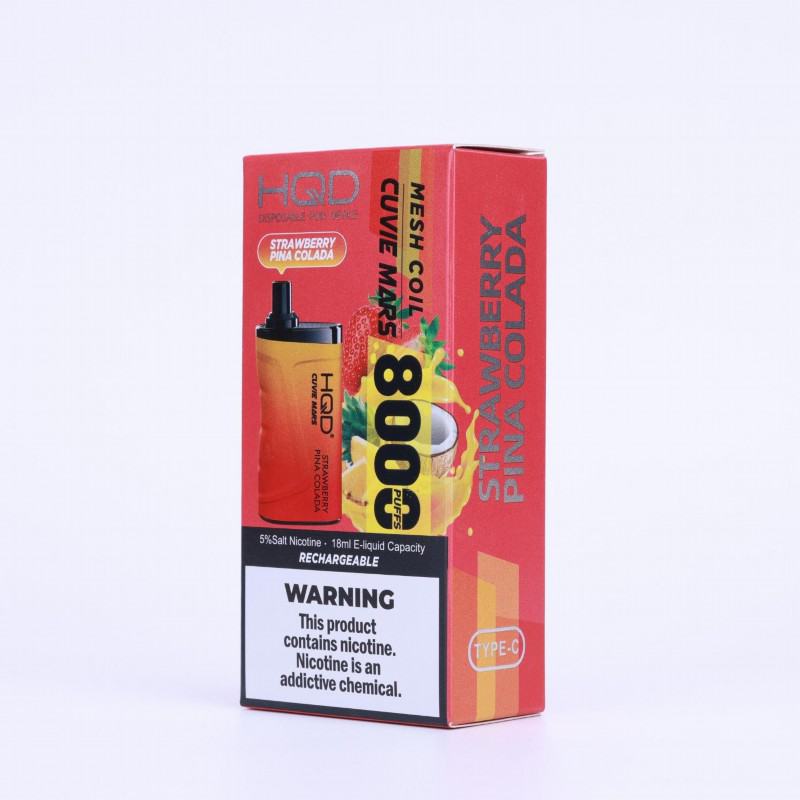 HQD
DISPOSABLE POD DEVICE
STRAWBERRY
PINA COLADA
MESH COIL
CUVIE MARS
8000
PUFFS
HQD®
CUVIE MARS
STRAWBERRY
PINA COLADA
5%Salt Nicotine · 18ml E-liquid Capacity
RECHARGEABLE
WARNING
This product
contains nicotine.
Nicotine is an
addictive chemical.
STRAWBERRY
PINA COLADA
TYPE-C